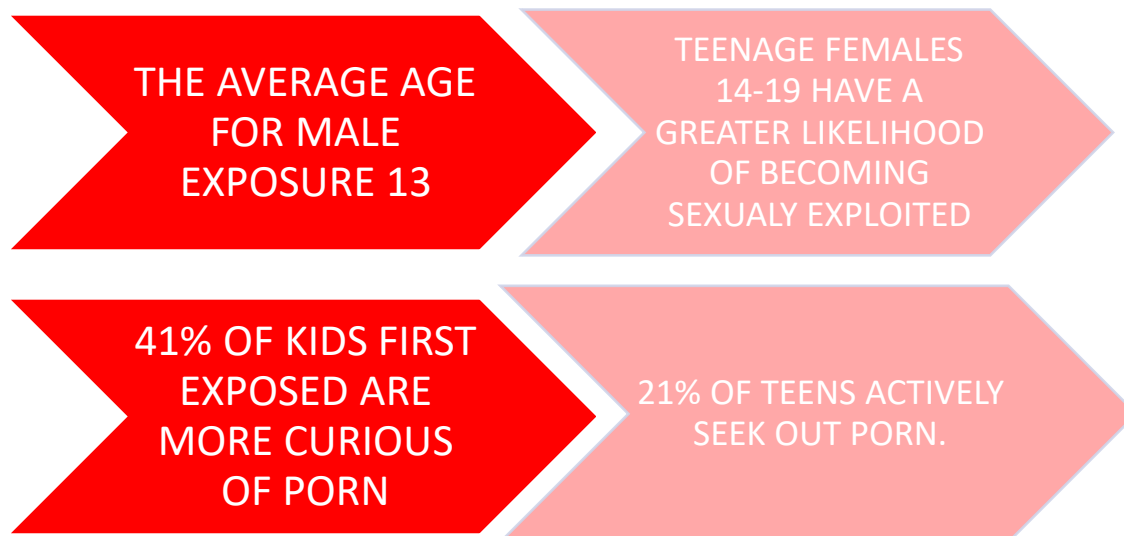 THE AVERAGE AGE
FOR MALE
EXPOSURE 13
TEENAGE FEMALES
14-19 HAVE A
GREATER LIKELIHOOD
OF BECOMING
SEXUALY EXPLOITED
41% OF KIDS FIRST
EXPOSED ARE
MORE CURIOUS
OF PORN
21% OF TEENS ACTIVELY
SEEK OUT PORN.